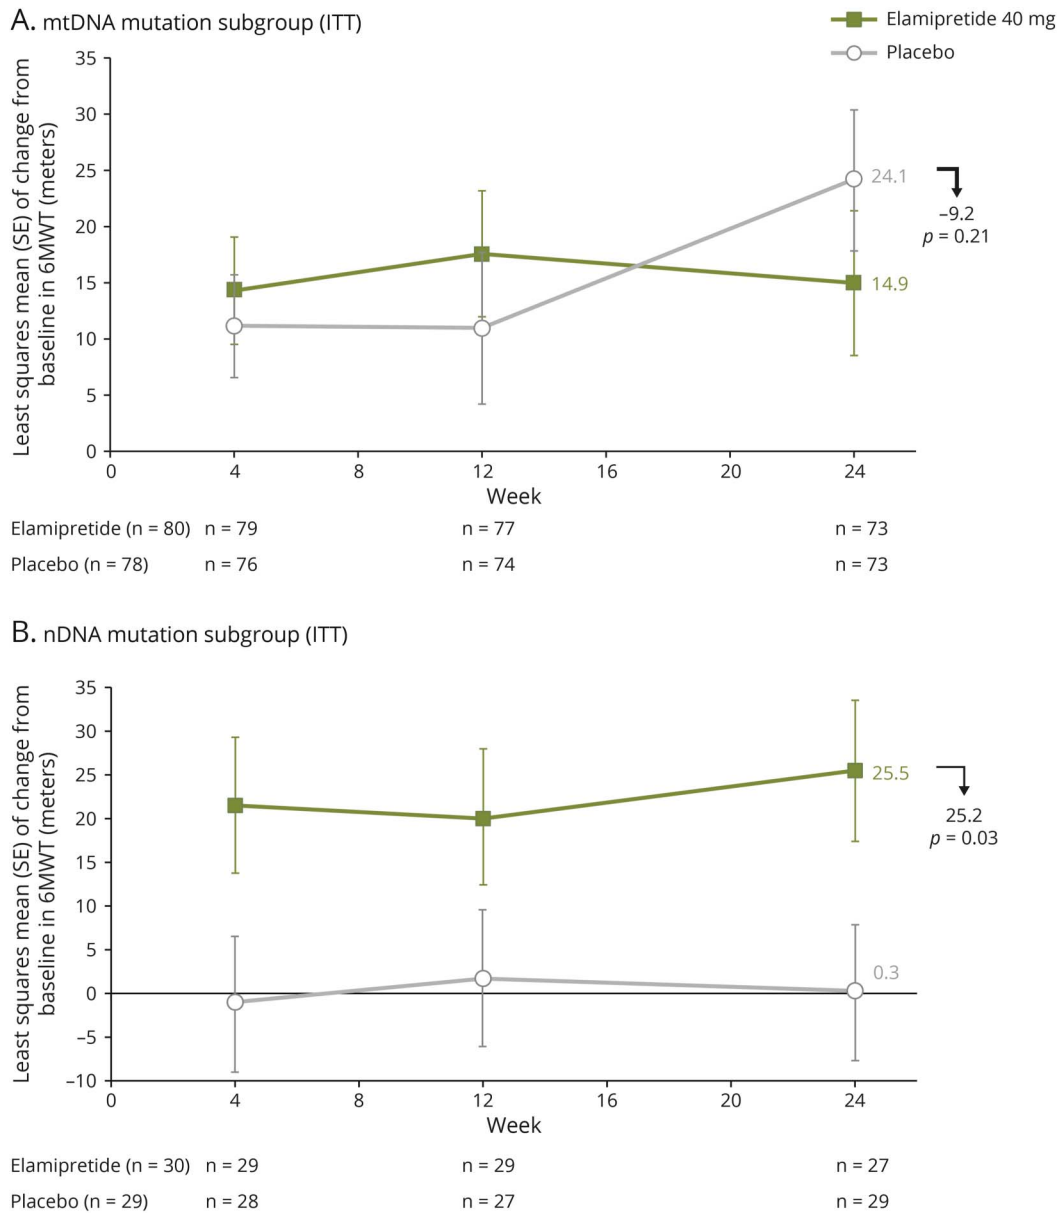 A. mtDNA mutation subgroup (ITT)
Elamipretide 40 mg
Placebo
Least squares mean (SE) of change from
baseline in 6MWT (meters)
35
30
25
20
15
10
5
0
24.1
14.9
–9.2
p = 0.21
0 4 8 12 16 20 24
Week
Elamipretide (n = 80) n = 79 n = 77 n = 73
Placebo (n = 78) n = 76 n = 74 n = 73
B. nDNA mutation subgroup (ITT)
Least squares mean (SE) of change from
baseline in 6MWT (meters)
35
30
25
20
15
10
5
0
–5
–10
25.5
0.3
25.2
p = 0.03
0 4 8 12 16 20 24
Week
Elamipretide (n = 30) n = 29 n = 29 n = 27
Placebo (n = 29) n = 28 n = 27 n = 29